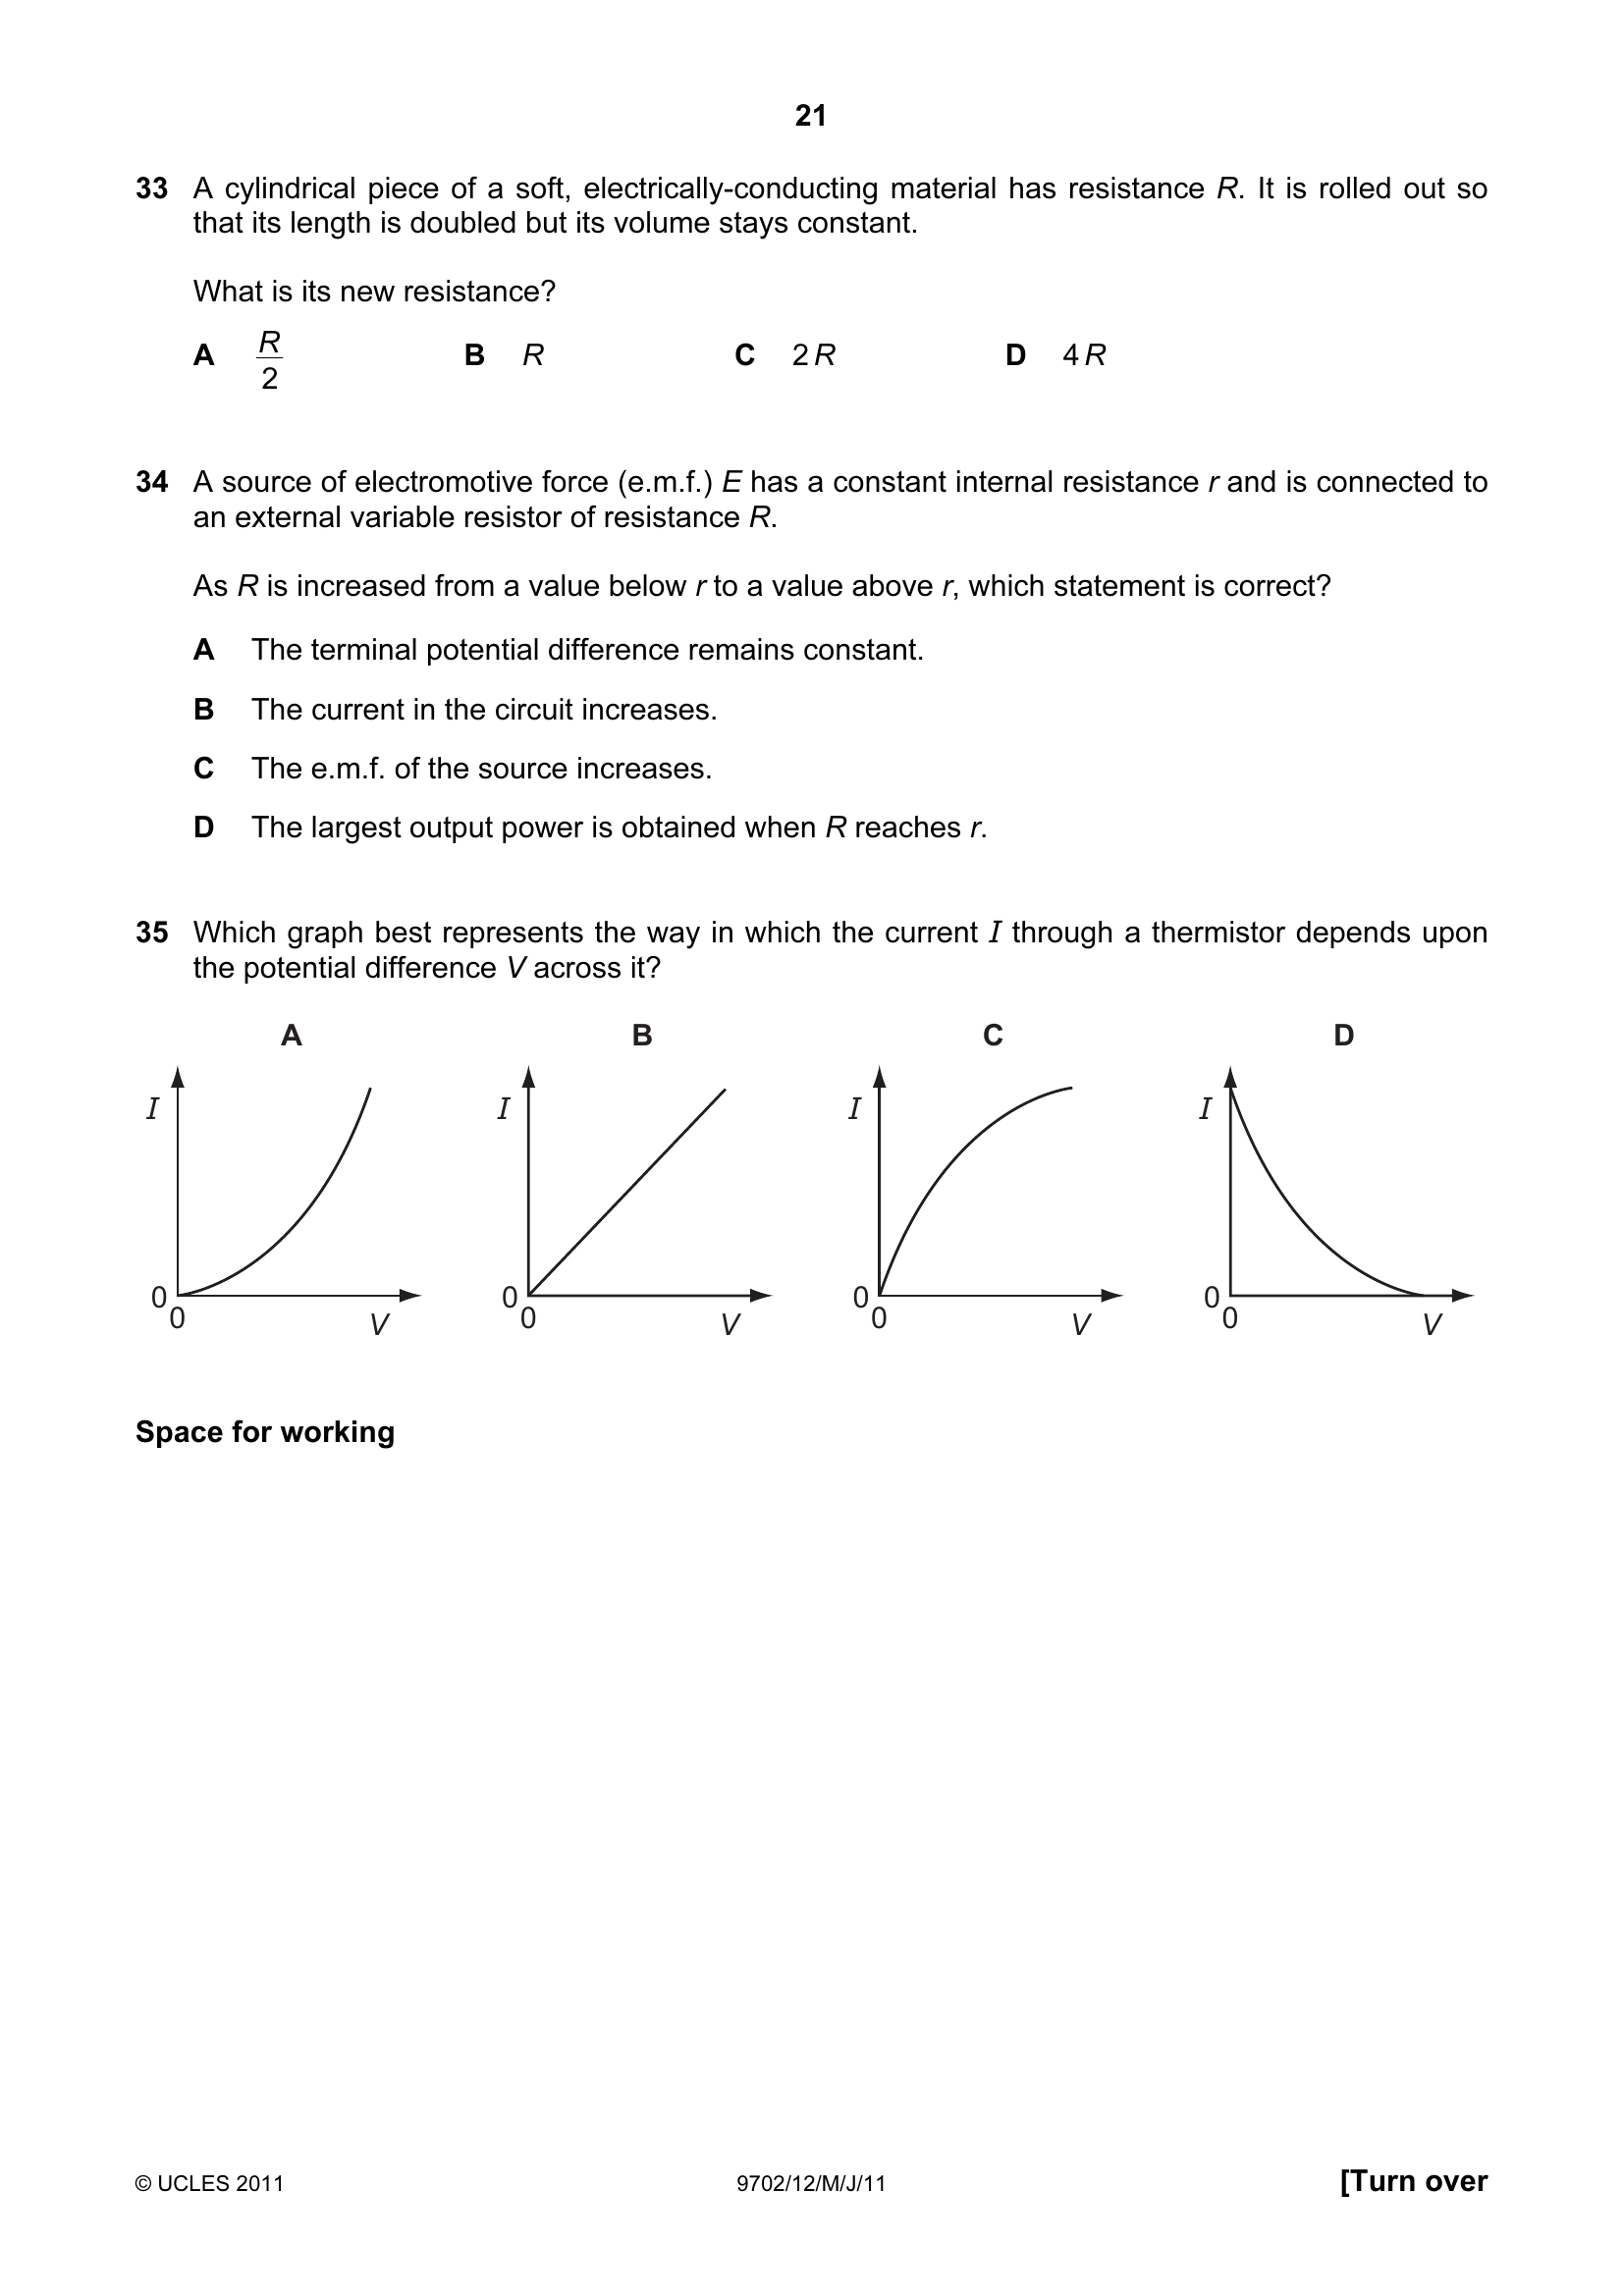 21
33 A cylindrical piece of a soft, electrically-conducting material has resistance R. It is rolled out so
that its length is doubled but its volume stays constant.
What is its new resistance?
A R/2 B R C 2R D 4R
34 A source of electromotive force (e.m.f.) E has a constant internal resistance r and is connected to
an external variable resistor of resistance R.
As R is increased from a value below r to a value above r, which statement is correct?
A The terminal potential difference remains constant.
B The current in the circuit increases.
C The e.m.f. of the source increases.
D The largest output power is obtained when R reaches r.
35 Which graph best represents the way in which the current I through a thermistor depends upon
the potential difference V across it?
A B C D
I I I I
0 0 0 0
0 V 0 V 0 V 0 V
Space for working
© UCLES 2011 9702/12/M/J/11 [Turn over